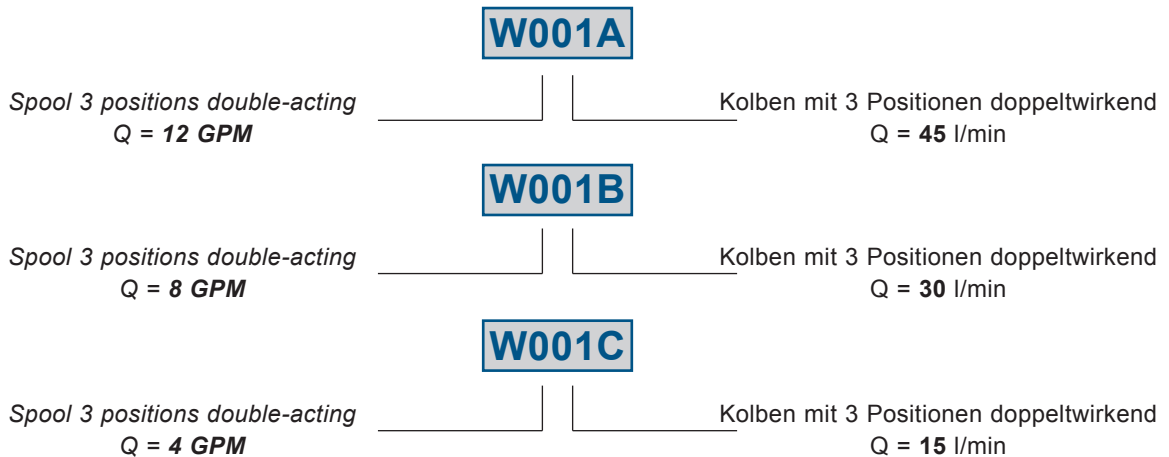 W001A
Spool 3 positions double-acting
Q = 12 GPM
Kolben mit 3 Positionen doppeltwirkend
Q = 45 l/min
W001B
Spool 3 positions double-acting
Q = 8 GPM
Kolben mit 3 Positionen doppeltwirkend
Q = 30 l/min
W001C
Spool 3 positions double-acting
Q = 4 GPM
Kolben mit 3 Positionen doppeltwirkend
Q = 15 l/min